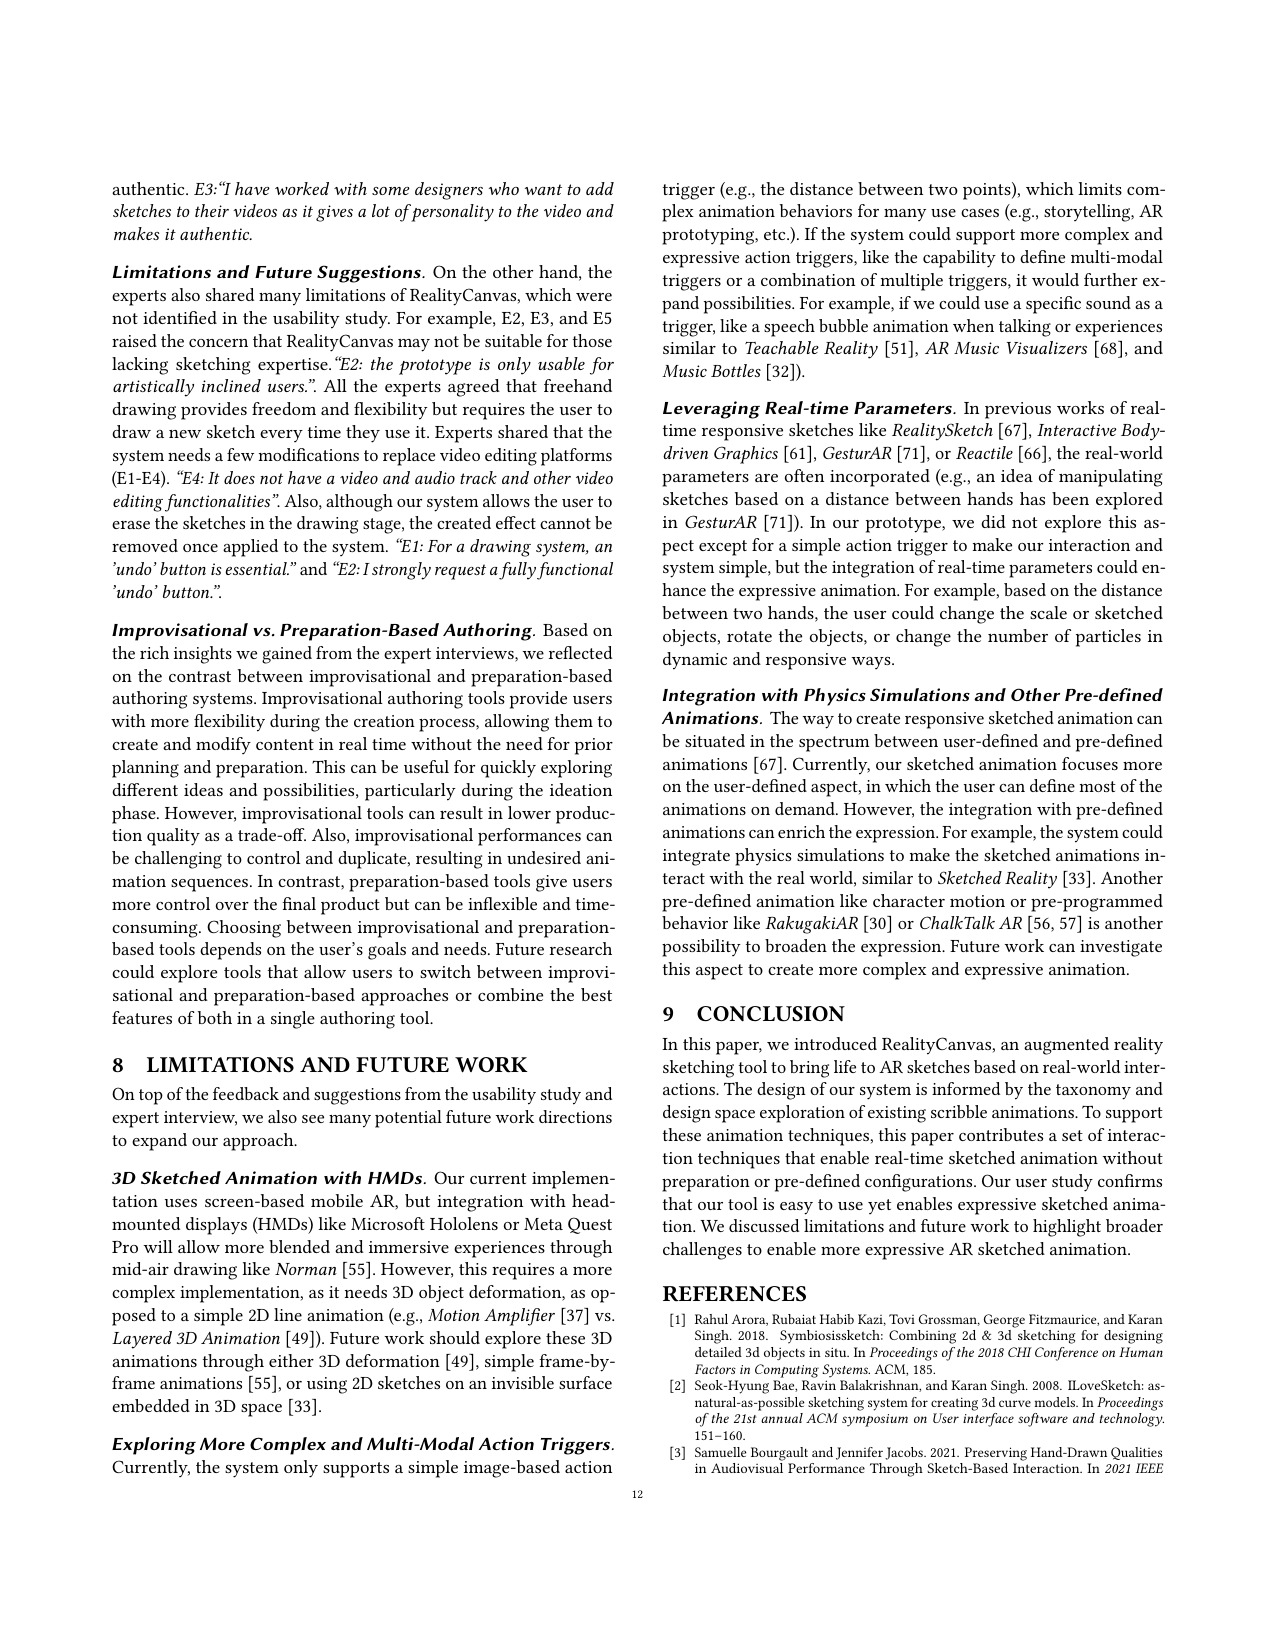 authentic. E3:“I have worked with some designers who want to add
sketches to their videos as it gives a lot of personality to the video and
makes it authentic.
Limitations and Future Suggestions. On the other hand, the
experts also shared many limitations of RealityCanvas, which were
not identified in the usability study. For example, E2, E3, and E5
raised the concern that RealityCanvas may not be suitable for those
lacking sketching expertise.“E2: the prototype is only usable for
artistically inclined users.”. All the experts agreed that freehand
drawing provides freedom and flexibility but requires the user to
draw a new sketch every time they use it. Experts shared that the
system needs a few modifications to replace video editing platforms
(E1-E4). “E4: It does not have a video and audio track and other video
editing functionalities”. Also, although our system allows the user to
erase the sketches in the drawing stage, the created effect cannot be
removed once applied to the system. “E1: For a drawing system, an
'undo' button is essential.” and “E2: I strongly request a fully functional
'undo' button.”.
Improvisational vs. Preparation-Based Authoring. Based on
the rich insights we gained from the expert interviews, we reflected
on the contrast between improvisational and preparation-based
authoring systems. Improvisational authoring tools provide users
with more flexibility during the creation process, allowing them to
create and modify content in real time without the need for prior
planning and preparation. This can be useful for quickly exploring
different ideas and possibilities, particularly during the ideation
phase. However, improvisational tools can result in lower produc-
tion quality as a trade-off. Also, improvisational performances can
be challenging to control and duplicate, resulting in undesired ani-
mation sequences. In contrast, preparation-based tools give users
more control over the final product but can be inflexible and time-
consuming. Choosing between improvisational and preparation-
based tools depends on the user's goals and needs. Future research
could explore tools that allow users to switch between improvi-
sational and preparation-based approaches or combine the best
features of both in a single authoring tool.
8 LIMITATIONS AND FUTURE WORK
On top of the feedback and suggestions from the usability study and
expert interview, we also see many potential future work directions
to expand our approach.
3D Sketched Animation with HMDs. Our current implemen-
tation uses screen-based mobile AR, but integration with head-
mounted displays (HMDs) like Microsoft Hololens or Meta Quest
Pro will allow more blended and immersive experiences through
mid-air drawing like Norman [55]. However, this requires a more
complex implementation, as it needs 3D object deformation, as op-
posed to a simple 2D line animation (e.g., Motion Amplifier [37] vs.
Layered 3D Animation [49]). Future work should explore these 3D
animations through either 3D deformation [49], simple frame-by-
frame animations [55], or using 2D sketches on an invisible surface
embedded in 3D space [33].
Exploring More Complex and Multi-Modal Action Triggers.
Currently, the system only supports a simple image-based action
trigger (e.g., the distance between two points), which limits com-
plex animation behaviors for many use cases (e.g., storytelling, AR
prototyping, etc.). If the system could support more complex and
expressive action triggers, like the capability to define multi-modal
triggers or a combination of multiple triggers, it would further ex-
pand possibilities. For example, if we could use a specific sound as a
trigger, like a speech bubble animation when talking or experiences
similar to Teachable Reality [51], AR Music Visualizers [68], and
Music Bottles [32]).
Leveraging Real-time Parameters. In previous works of real-
time responsive sketches like RealitySketch [67], Interactive Body-
driven Graphics [61], GesturAR [71], or Reactile [66], the real-world
parameters are often incorporated (e.g., an idea of manipulating
sketches based on a distance between hands has been explored
in GesturAR [71]). In our prototype, we did not explore this as-
pect except for a simple action trigger to make our interaction and
system simple, but the integration of real-time parameters could en-
hance the expressive animation. For example, based on the distance
between two hands, the user could change the scale or sketched
objects, rotate the objects, or change the number of particles in
dynamic and responsive ways.
Integration with Physics Simulations and Other Pre-defined
Animations. The way to create responsive sketched animation can
be situated in the spectrum between user-defined and pre-defined
animations [67]. Currently, our sketched animation focuses more
on the user-defined aspect, in which the user can define most of the
animations on demand. However, the integration with pre-defined
animations can enrich the expression. For example, the system could
integrate physics simulations to make the sketched animations in-
teract with the real world, similar to Sketched Reality [33]. Another
pre-defined animation like character motion or pre-programmed
behavior like RakugakiAR [30] or ChalkTalk AR [56, 57] is another
possibility to broaden the expression. Future work can investigate
this aspect to create more complex and expressive animation.
9 CONCLUSION
In this paper, we introduced RealityCanvas, an augmented reality
sketching tool to bring life to AR sketches based on real-world inter-
actions. The design of our system is informed by the taxonomy and
design space exploration of existing scribble animations. To support
these animation techniques, this paper contributes a set of interac-
tion techniques that enable real-time sketched animation without
preparation or pre-defined configurations. Our user study confirms
that our tool is easy to use yet enables expressive sketched anima-
tion. We discussed limitations and future work to highlight broader
challenges to enable more expressive AR sketched animation.
REFERENCES
[1] Rahul Arora, Rubaiat Habib Kazi, Tovi Grossman, George Fitzmaurice, and Karan
Singh. 2018. Symbiosissketch: Combining 2d & 3d sketching for designing
detailed 3d objects in situ. In Proceedings of the 2018 CHI Conference on Human
Factors in Computing Systems. ACM, 185.
[2] Seok-Hyung Bae, Ravin Balakrishnan, and Karan Singh. 2008. ILoveSketch: as-
natural-as-possible sketching system for creating 3d curve models. In Proceedings
of the 21st annual ACM symposium on User interface software and technology.
151–160.
[3] Samuelle Bourgault and Jennifer Jacobs. 2021. Preserving Hand-Drawn Qualities
in Audiovisual Performance Through Sketch-Based Interaction. In 2021 IEEE
12